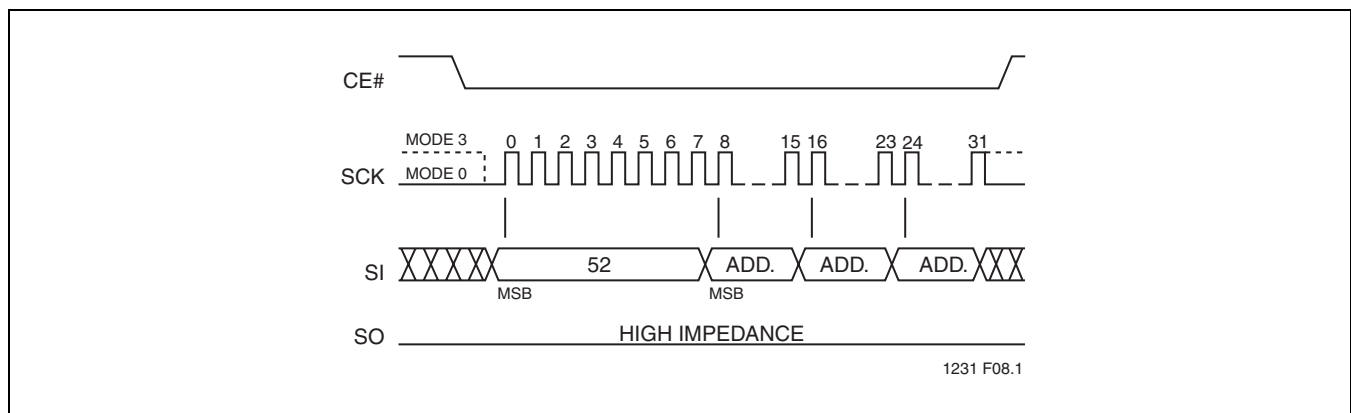 CE#
MODE 3
0 1 2 3 4 5 6 7 8 15 16 23 24 31
SCK
MODE 0
SI
52 ADD. ADD. ADD.
MSB MSB
SO
HIGH IMPEDANCE
1231 F08.1